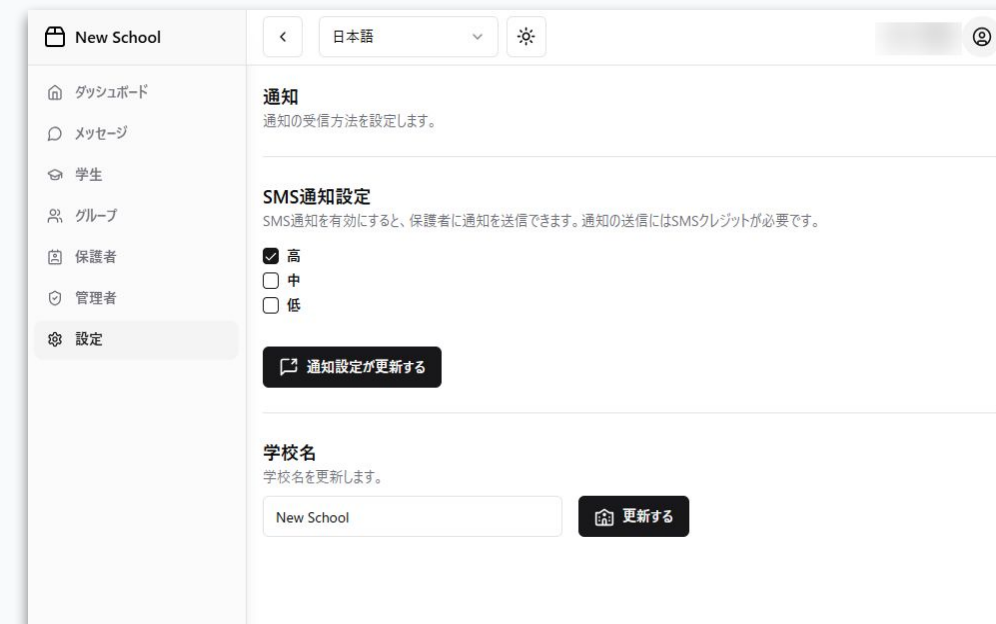 New School
日本語
ダッシュボード
メッセージ
学生
グループ
保護者
管理者
設定
通知
通知の受信方法を設定します。
SMS通知設定
SMS通知を有効にすると、保護者に通知を送信できます。通知の送信にはSMSクレジットが必要です。
高
中
低
通知設定が更新する
学校名
学校名を更新します。
New School
更新する